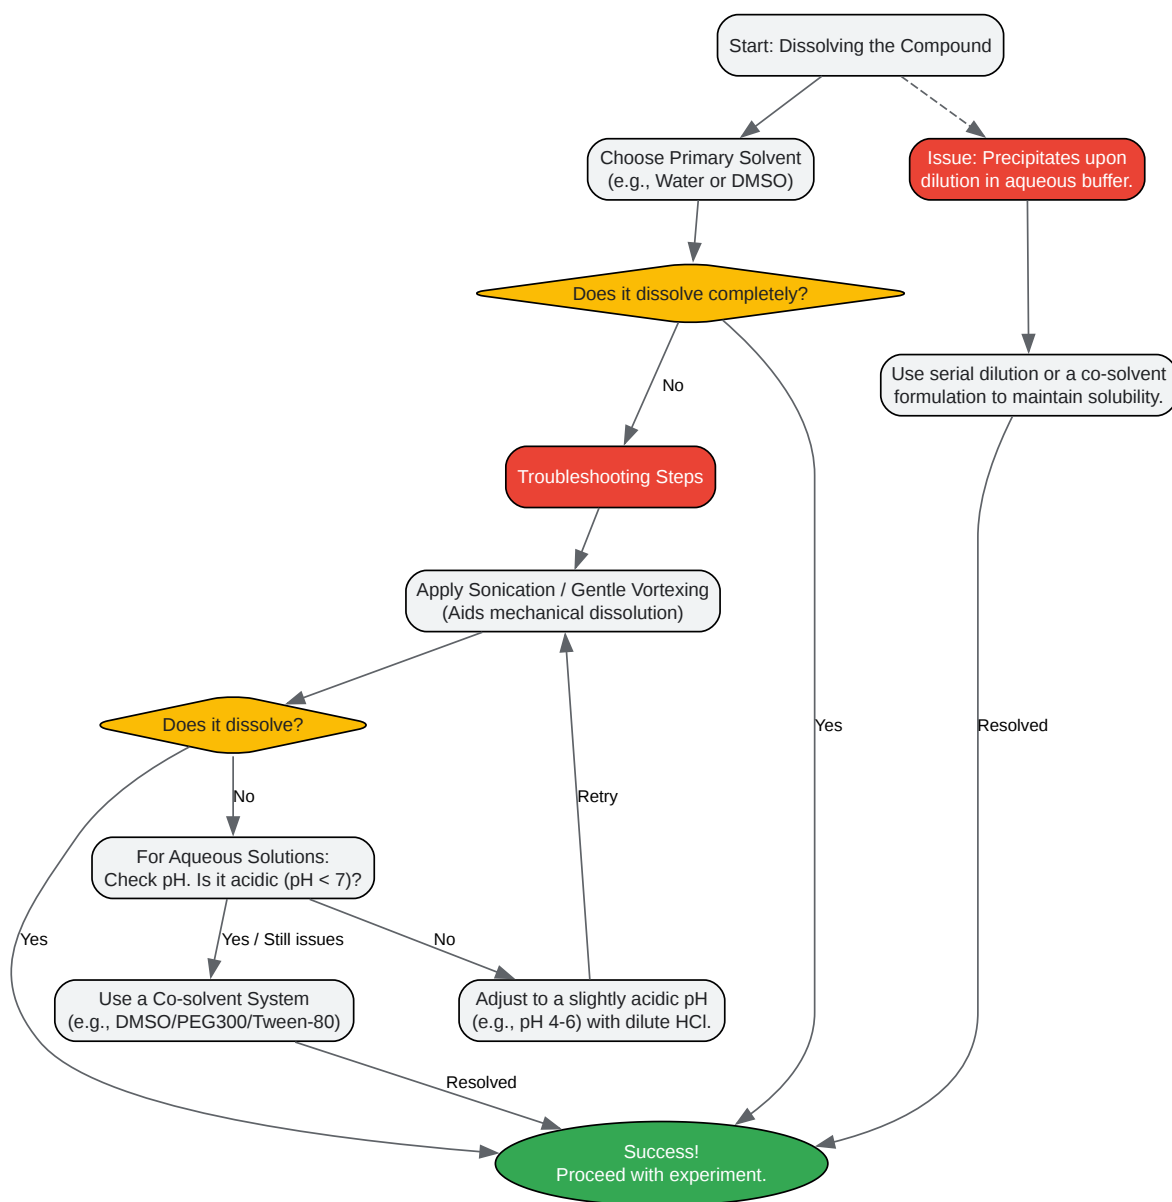 Start: Dissolving the Compound
Choose Primary Solvent
(e.g., Water or DMSO)
Issue: Precipitates upon
dilution in aqueous buffer.
Does it dissolve completely?
Use serial dilution or a co-solvent
formulation to maintain solubility.
No
Troubleshooting Steps
Apply Sonication / Gentle Vortexing
(Aids mechanical dissolution)
Does it dissolve?
Yes
Resolved
No
Retry
For Aqueous Solutions:
Check pH. Is it acidic (pH < 7)?
Yes
Yes / Still issues
No
Use a Co-solvent System
(e.g., DMSO/PEG300/Tween-80)
Adjust to a slightly acidic pH
(e.g., pH 4-6) with dilute HCl.
Resolved
Success!
Proceed with experiment.